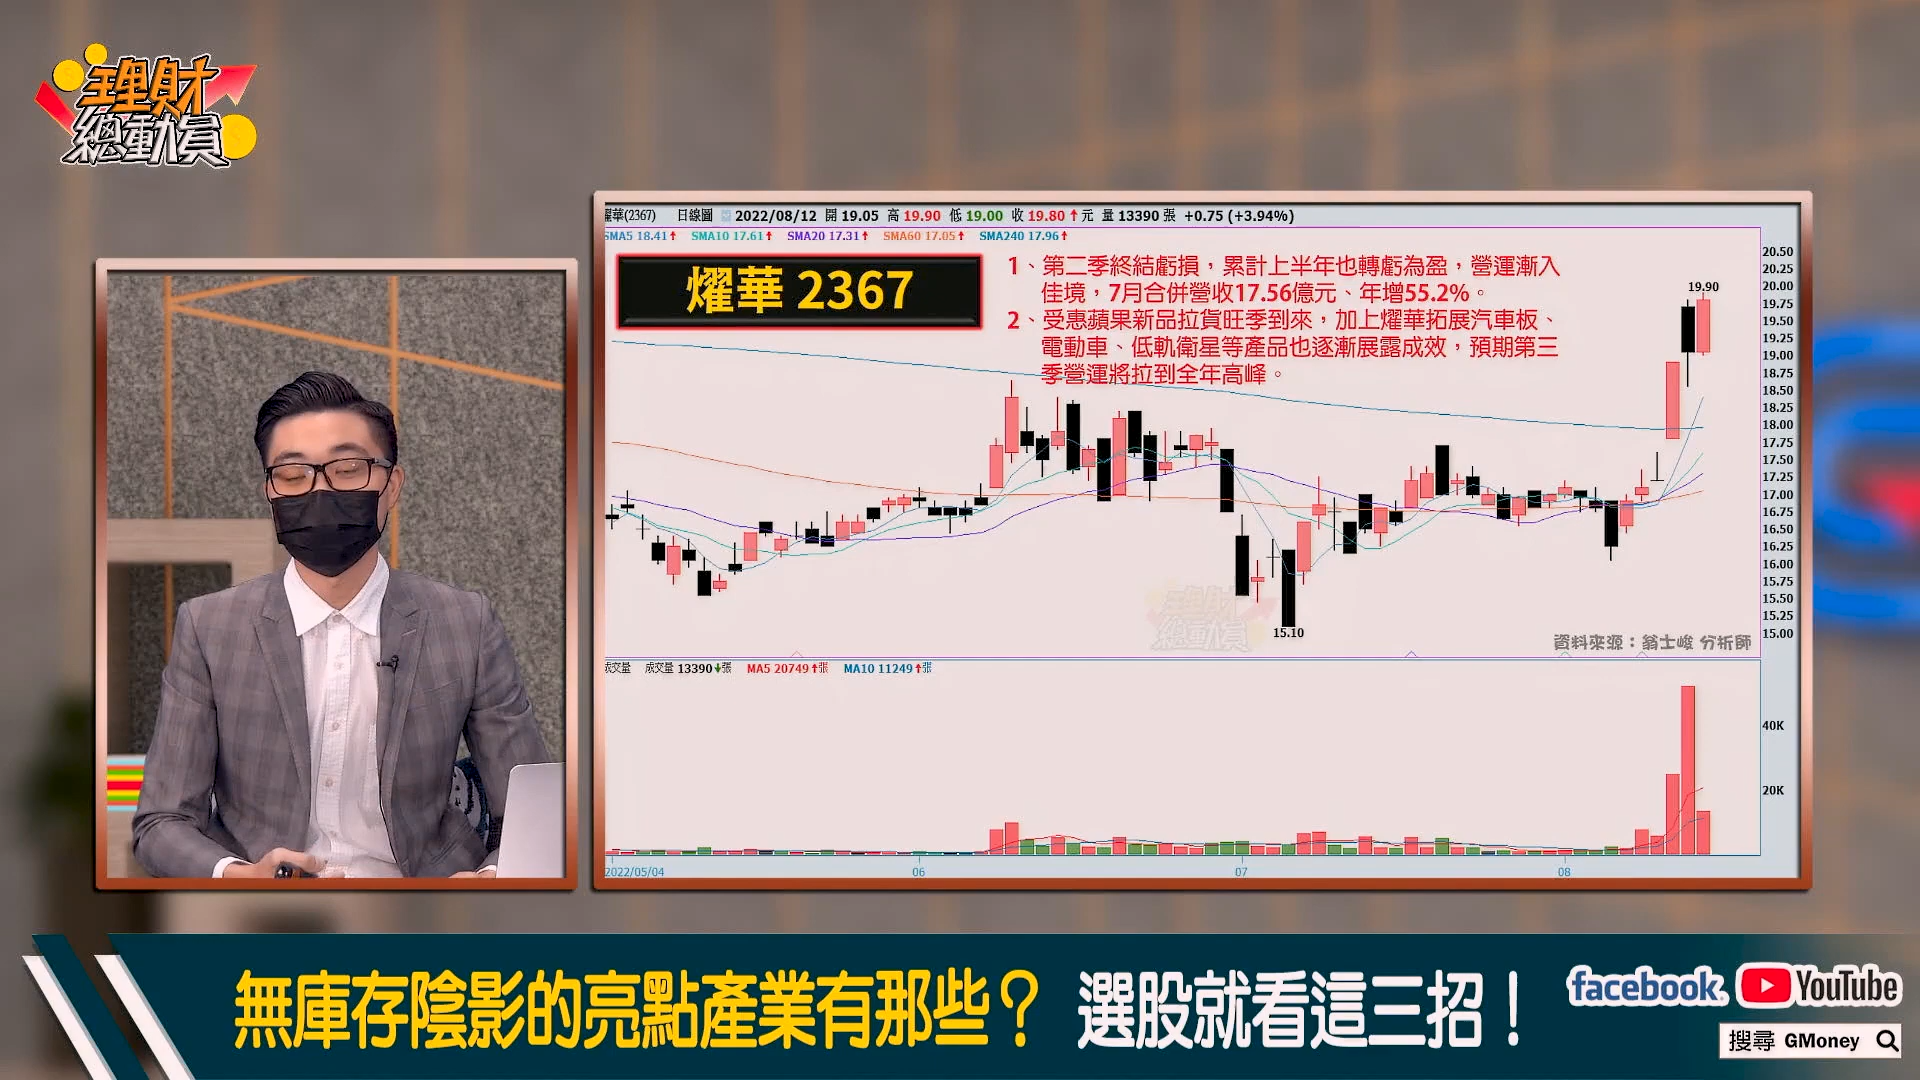 理財
總動員
燿華(2367) 日線圖 2022/08/12 開 19.05 高 19.90 低 19.00 收 19.80↑元 量 13390 張 +0.75 (+3.94%)
SMA5 18.41↑ SMA10 17.61↑ SMA20 17.31↑ SMA60 17.05↑ SMA240 17.96↑
燿華 2367
1、第二季終結虧損，累計上半年也轉虧為盈，營運漸入
佳境，7月合併營收17.56億元、年增55.2%。
2、受惠蘋果新品拉貨旺季到來，加上燿華拓展汽車板、
電動車、低軌衛星等產品也逐漸展露成效，預期第三
季營運將拉到全年高峰。
20.50
20.25
20.00
19.75
19.50
19.25
19.00
18.75
18.50
18.25
18.00
17.75
17.50
17.25
17.00
16.75
16.50
16.25
16.00
15.75
15.50
15.25
15.00
19.90
15.10
理財
總動員
資料來源：翁士峻 分析師
成交量 成交量 13390↓張 MA5 20749↑張 MA10 11249↑張
40K
20K
2022/05/04 06 07 08
無庫存陰影的亮點產業有那些？ 選股就看這三招！
facebook. YouTube
搜尋 GMoney